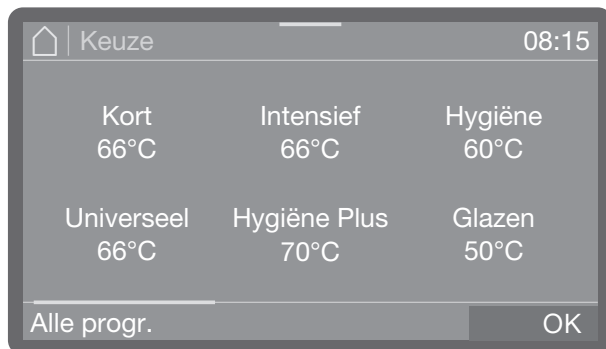 Keuze 08:15
Kort Intensief Hygiëne
66°C 66°C 60°C
Universeel Hygiëne Plus Glazen
66°C 70°C 50°C
Alle progr. OK